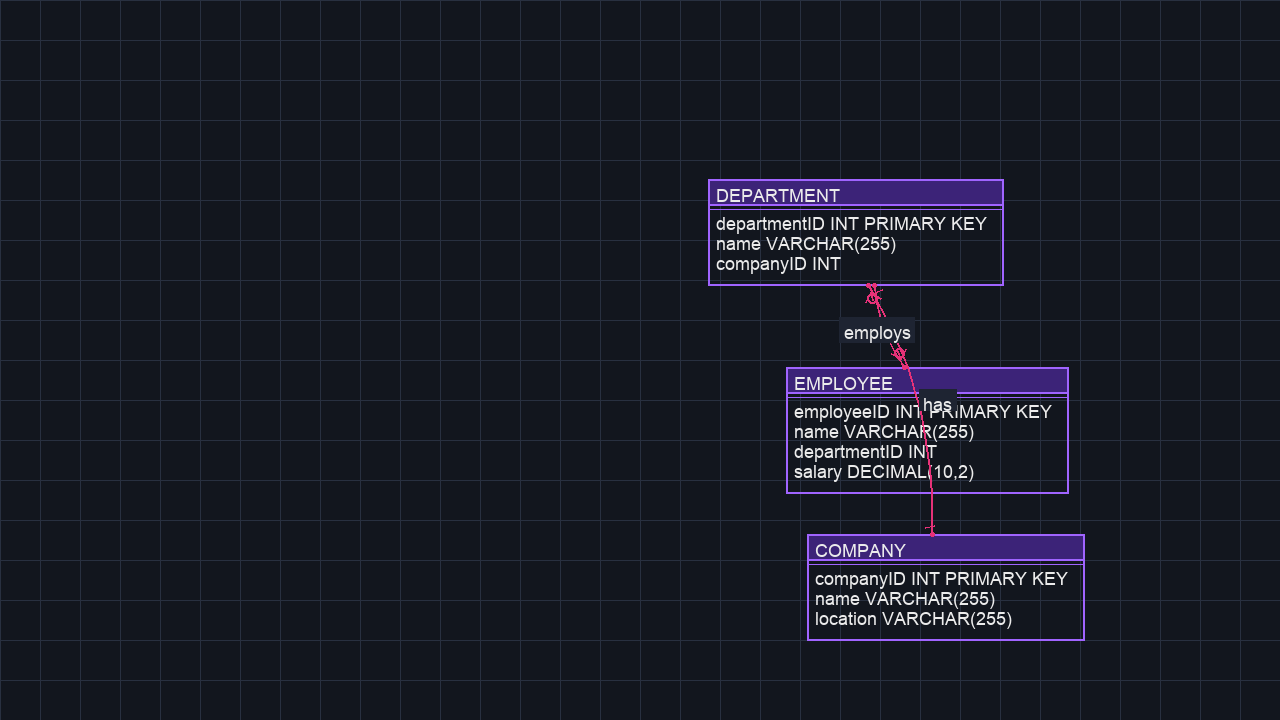 DEPARTMENT
departmentID INT PRIMARY KEY
name VARCHAR(255)
companyID INT
employs
EMPLOYEE
has
employeeID INT PRIMARY KEY
name VARCHAR(255)
departmentID INT
salary DECIMAL(10,2)
COMPANY
companyID INT PRIMARY KEY
name VARCHAR(255)
location VARCHAR(255)